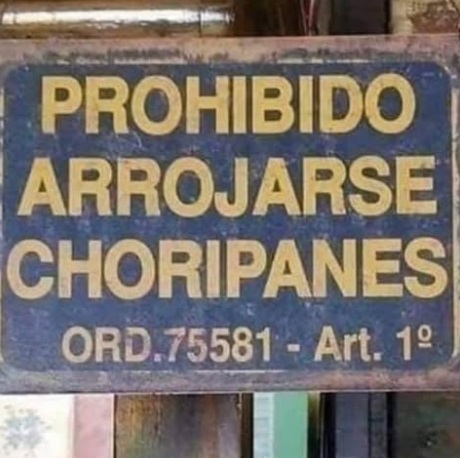 PROHIBIDO
ARROJARSE
CHORIPANES
ORD.75581 - Art. 1º